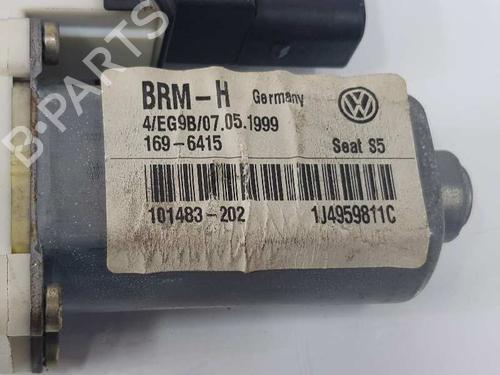 BRM-H Germany
4/EG9B/07.05.1999
169-6415 Seat S5
101483-202 1J4959811C
B-PARTS